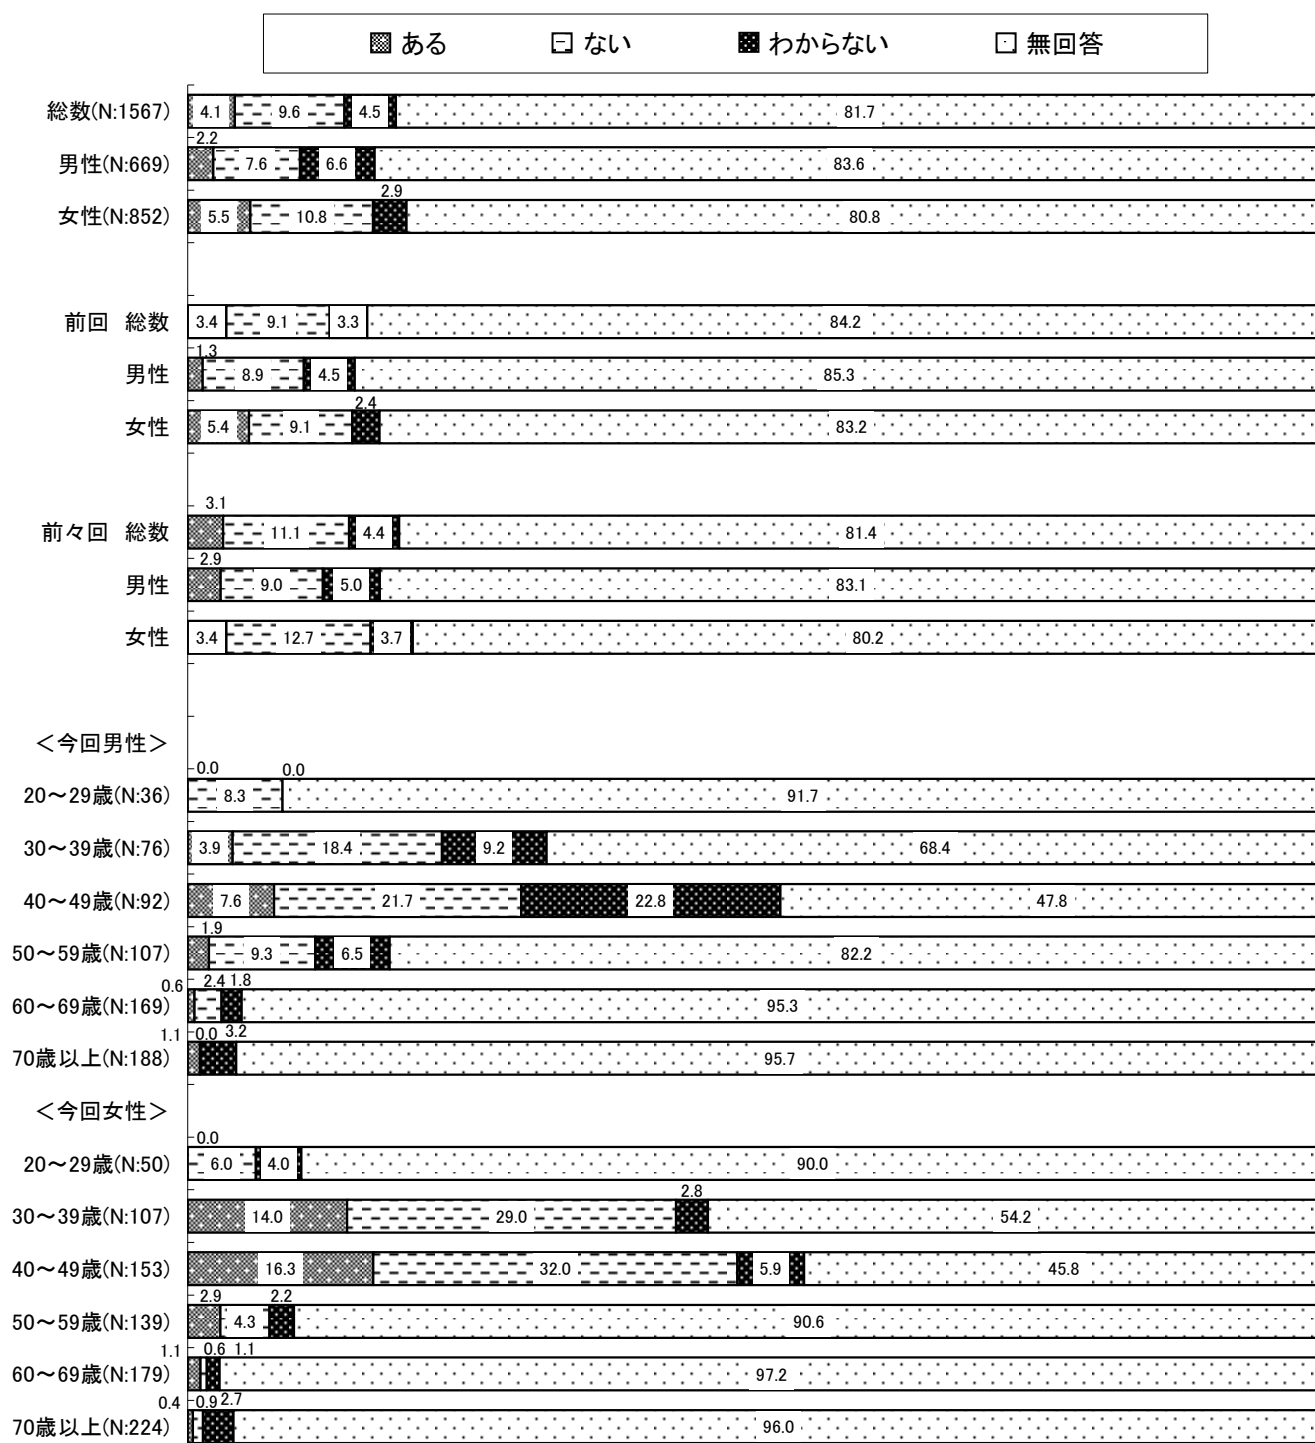 ある ない わからない 無回答
総数(N:1567) 4.1 9.6 4.5 81.7
2.2
男性(N:669) 7.6 6.6 83.6
2.9
女性(N:852) 5.5 10.8 80.8
前回 総数 3.4 9.1 3.3 84.2
1.3
男性 8.9 4.5 85.3
2.4
女性 5.4 9.1 83.2
3.1
前々回 総数 11.1 4.4 81.4
2.9
男性 9.0 5.0 83.1
女性 3.4 12.7 3.7 80.2
＜今回男性＞
0.0 0.0
20～29歳(N:36) 8.3 91.7
30～39歳(N:76) 3.9 18.4 9.2 68.4
40～49歳(N:92) 7.6 21.7 22.8 47.8
1.9
50～59歳(N:107) 9.3 6.5 82.2
0.6 2.4 1.8
60～69歳(N:169) 95.3
1.1 0.0 3.2
70歳以上(N:188) 95.7
＜今回女性＞
0.0
20～29歳(N:50) 6.0 4.0 90.0
2.8
30～39歳(N:107) 14.0 29.0 54.2
40～49歳(N:153) 16.3 32.0 5.9 45.8
2.9 2.2
50～59歳(N:139) 4.3 90.6
1.1 0.6 1.1
60～69歳(N:179) 97.2
0.4 0.9 2.7
70歳以上(N:224) 96.0